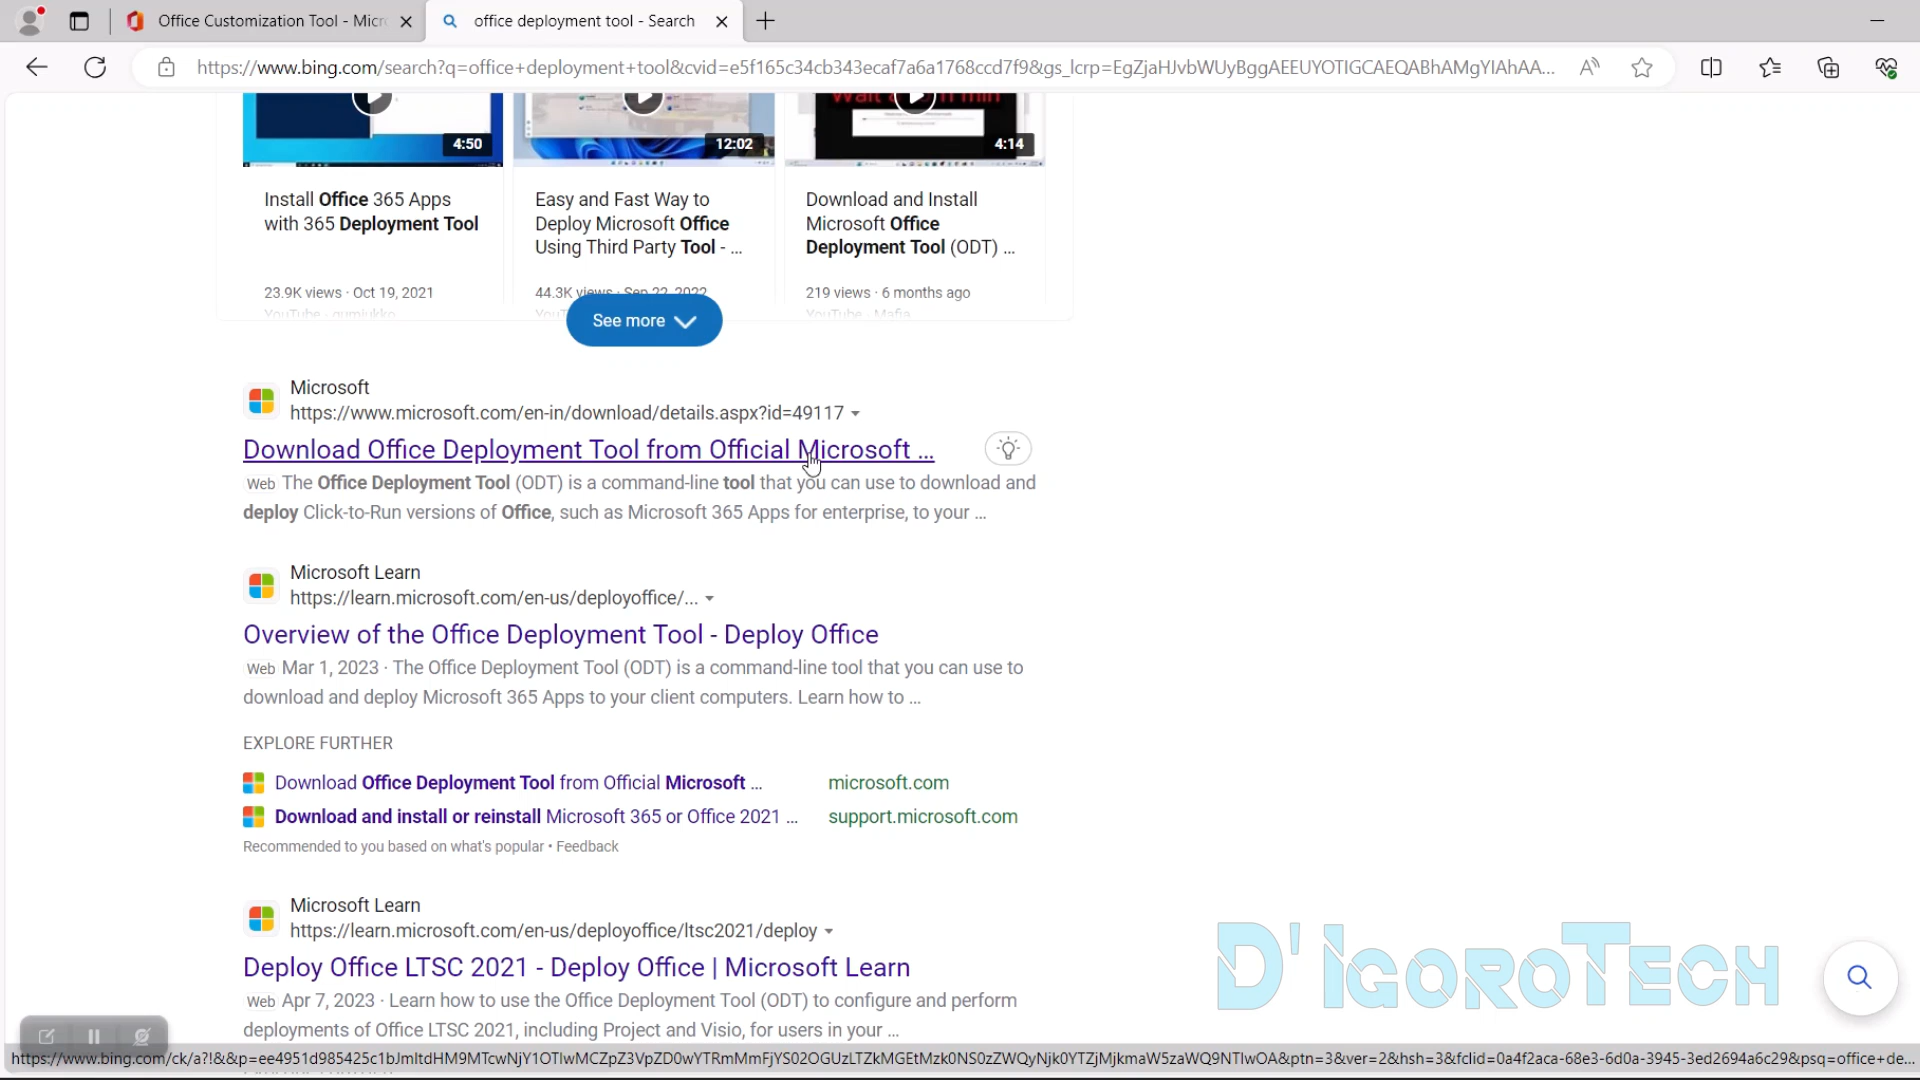 Office Customization Tool - Micr
office deployment tool - Search
https://www.bing.com/search?q=office+deployment+tool&cvid=e5f165c34cb343ecaf7a6a1768ccd7f9&gs_lcrp=EgZjaHJvbWUyBggAEEUYOTIGCAEQABhAMgYIAhAA...
4:50
12:02
4:14
Install Office 365 Apps
with 365 Deployment Tool
23.9K views · Oct 19, 2021
YouTube · gumjukko
Easy and Fast Way to
Deploy Microsoft Office
Using Third Party Tool - ...
44.3K views · Sep 22, 2022
Download and Install
Microsoft Office
Deployment Tool (ODT) ...
219 views · 6 months ago
YouTube · Mafia
See more
Microsoft
https://www.microsoft.com/en-in/download/details.aspx?id=49117
Download Office Deployment Tool from Official Microsoft ...
Web The Office Deployment Tool (ODT) is a command-line tool that you can use to download and
deploy Click-to-Run versions of Office, such as Microsoft 365 Apps for enterprise, to your ...
Microsoft Learn
https://learn.microsoft.com/en-us/deployoffice/...
Overview of the Office Deployment Tool - Deploy Office
Web Mar 1, 2023 · The Office Deployment Tool (ODT) is a command-line tool that you can use to
download and deploy Microsoft 365 Apps to your client computers. Learn how to ...
EXPLORE FURTHER
Download Office Deployment Tool from Official Microsoft ... microsoft.com
Download and install or reinstall Microsoft 365 or Office 2021 ... support.microsoft.com
Recommended to you based on what's popular • Feedback
Microsoft Learn
https://learn.microsoft.com/en-us/deployoffice/ltsc2021/deploy
Deploy Office LTSC 2021 - Deploy Office | Microsoft Learn
Web Apr 7, 2023 · Learn how to use the Office Deployment Tool (ODT) to configure and perform
deployments of Office LTSC 2021, including Project and Visio, for users in your ...
D'IGOROTECH
https://www.bing.com/ck/a?!&&p=ee4951d985425c1bJmltdHM9MTcwNjY1OTIwMCZpZ3VpZD0wYTRmMmFjYS02OGUzLTZkMGEtMzk0NS0zZWQyNjk0YTZjMjkmaW5zaWQ9NTIwOA&ptn=3&ver=2&hsh=3&fclid=0a4f2aca-68e3-6d0a-3945-3ed2694a6c29&psq=office+de...